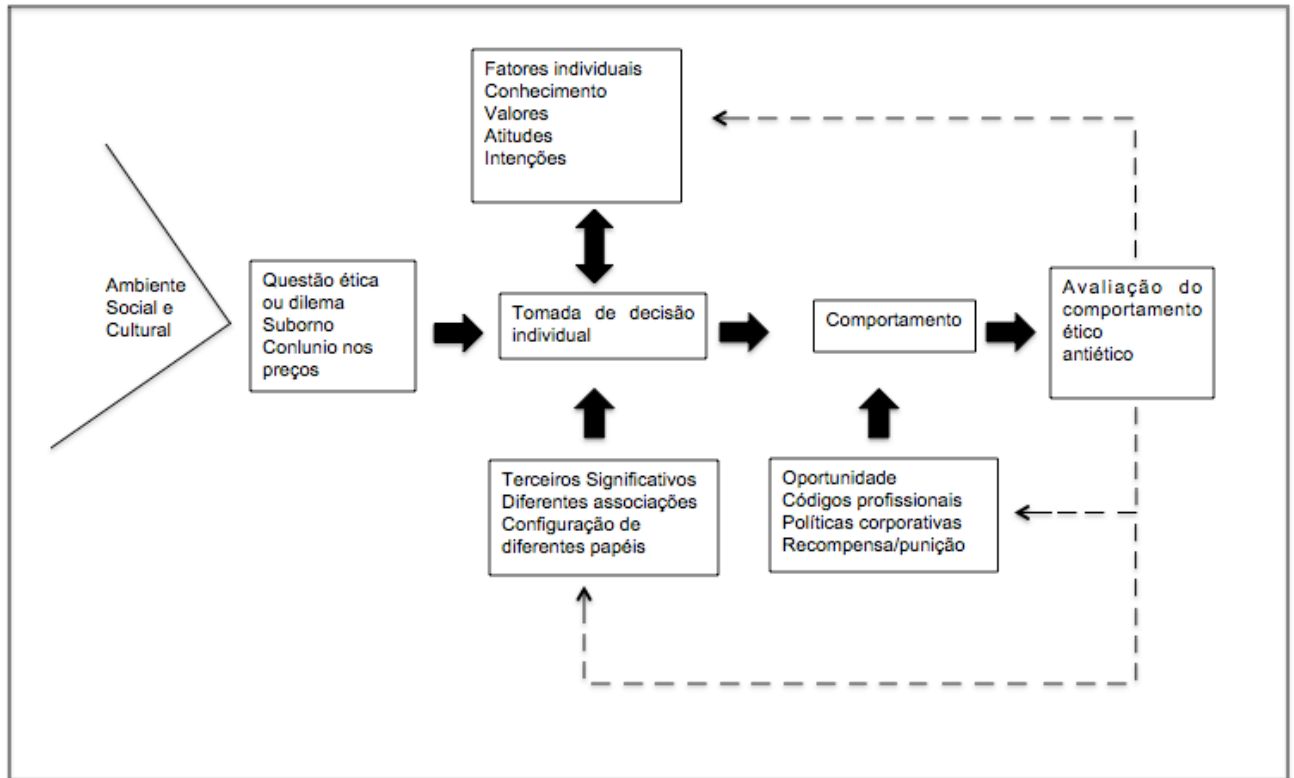 Fatores individuais
Conhecimento
Valores
Atitudes
Intenções
Ambiente
Social e
Cultural
Questão ética
ou dilema
Suborno
Conlunio nos
preços
Tomada de decisão
individual
Comportamento
Avaliação do
comportamento
ético
antiético
Terceiros Significativos
Diferentes associações
Configuração de
diferentes papéis
Oportunidade
Códigos profissionais
Políticas corporativas
Recompensa/punição